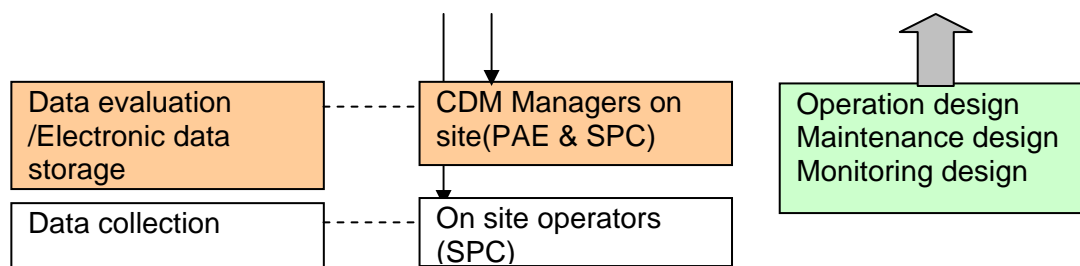 Data evaluation
/Electronic data
storage
CDM Managers on
site(PAE & SPC)
Operation design
Maintenance design
Monitoring design
Data collection
On site operators
(SPC)